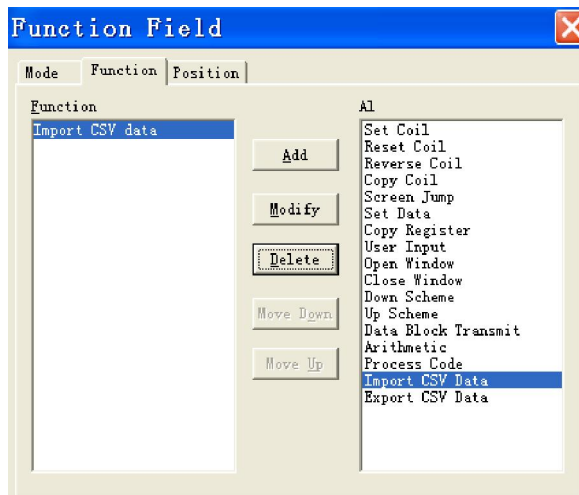 Function Field
Mode Function Position
Function
Import CSV data
Add
Modify
Delete
Move Down
Move Up
Al
Set Coil
Reset Coil
Reverse Coil
Copy Coil
Screen Jump
Set Data
Copy Register
User Input
Open Window
Close Window
Down Scheme
Up Scheme
Data Block Transmit
Arithmetic
Process Code
Import CSV Data
Export CSV Data